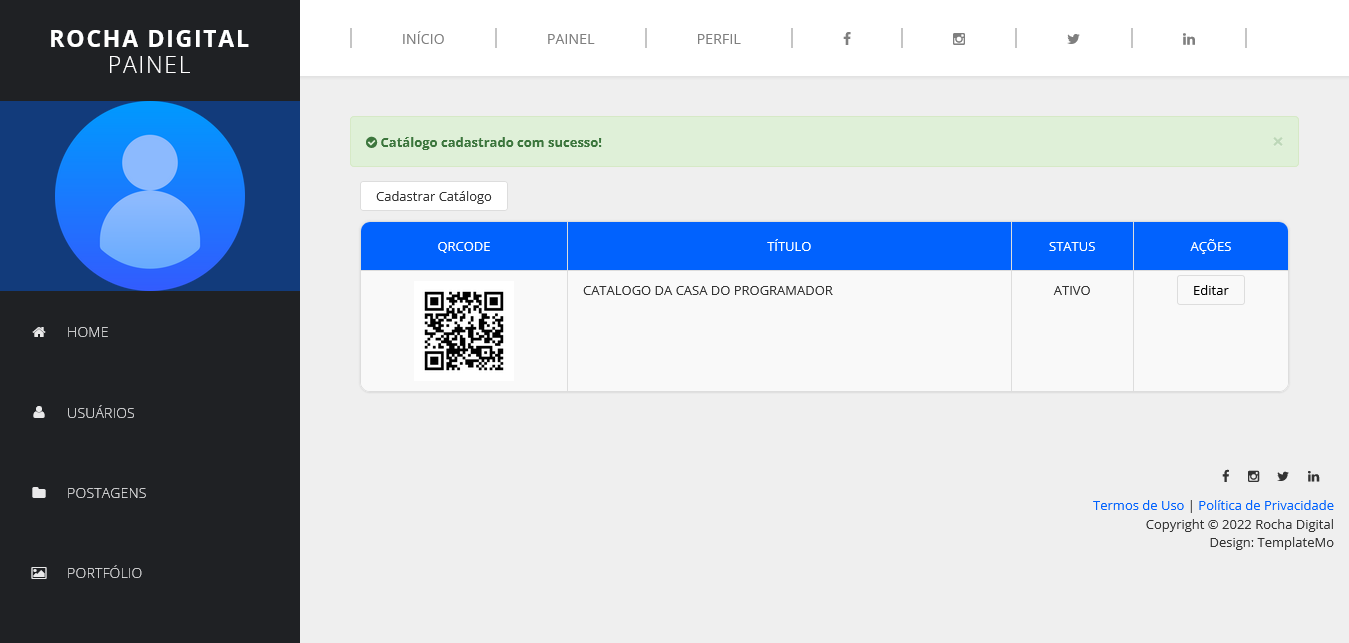 ROCHA DIGITAL
PAINEL
INÍCIO
PAINEL
PERFIL
Catálogo cadastrado com sucesso!
×
Cadastrar Catálogo
QRCODE
TÍTULO
STATUS
AÇÕES
CATALOGO DA CASA DO PROGRAMADOR
ATIVO
Editar
HOME
USUÁRIOS
POSTAGENS
PORTFÓLIO
Termos de Uso | Política de Privacidade
Copyright © 2022 Rocha Digital
Design: TemplateMo